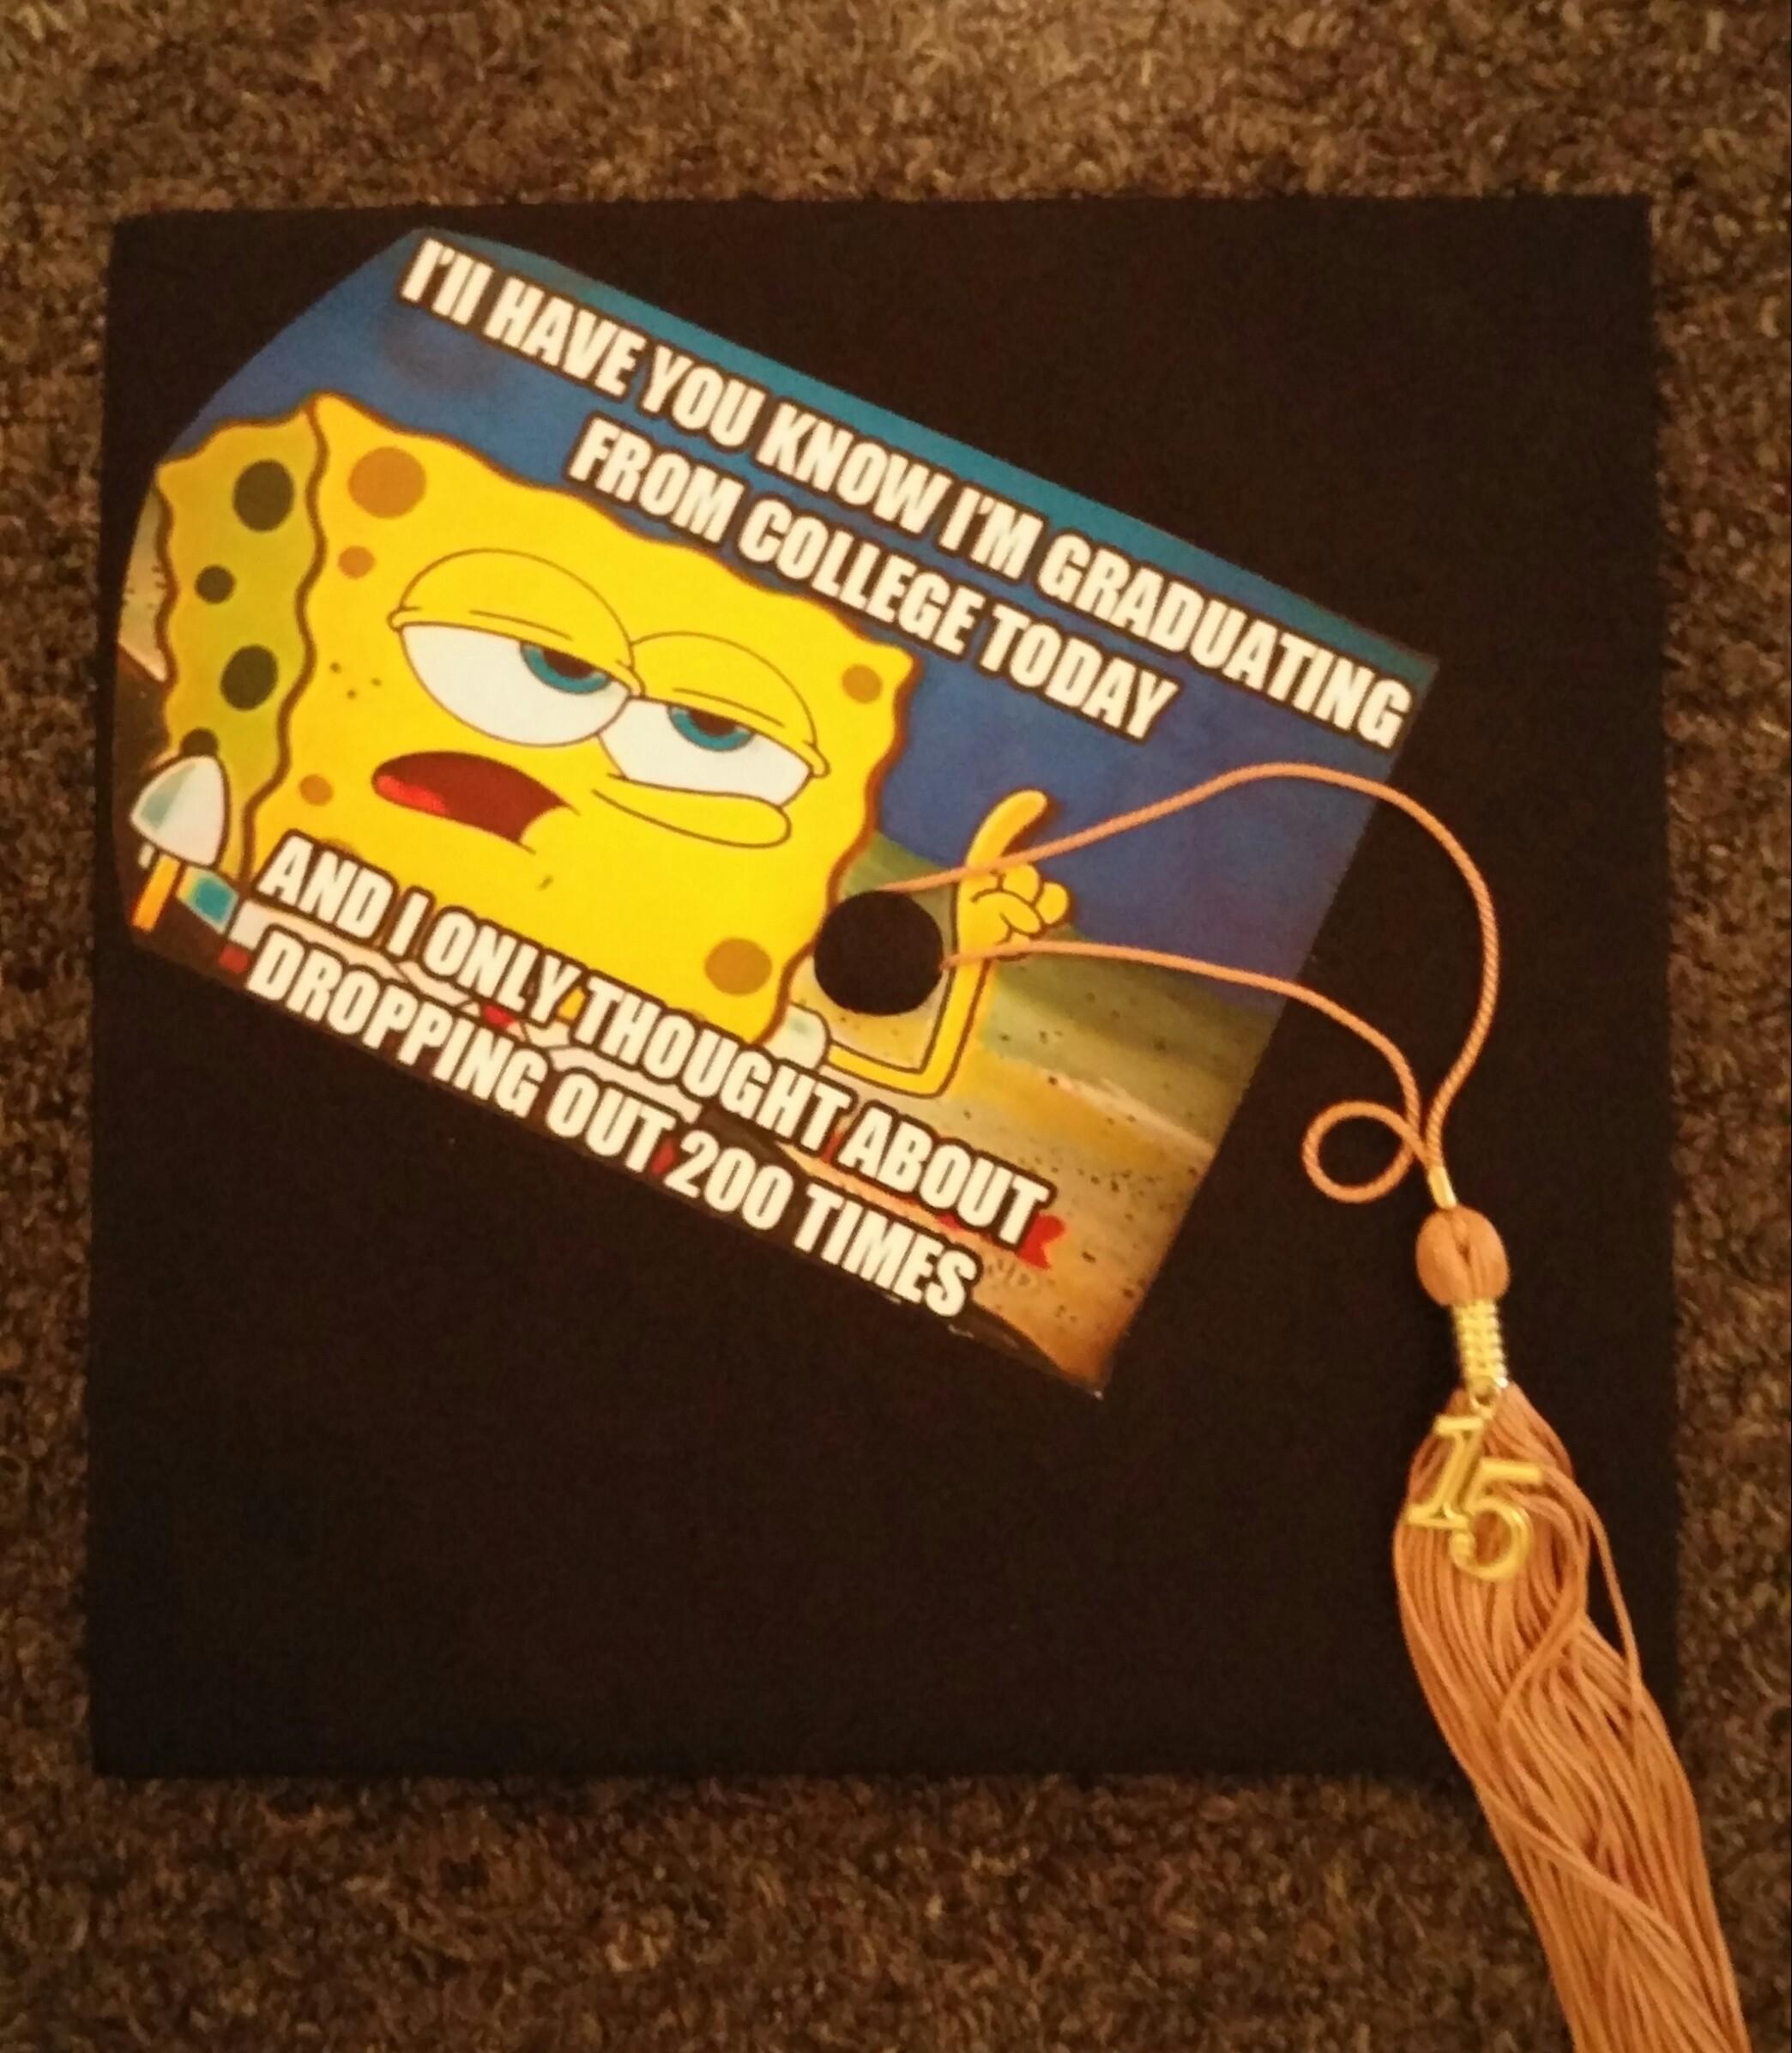 I'll HAVE YOU KNOW I'M GRADUATING
FROM COLLEGE TODAY
AND I ONLY THOUGHT ABOUT
DROPPING OUT 200 TIMES
15